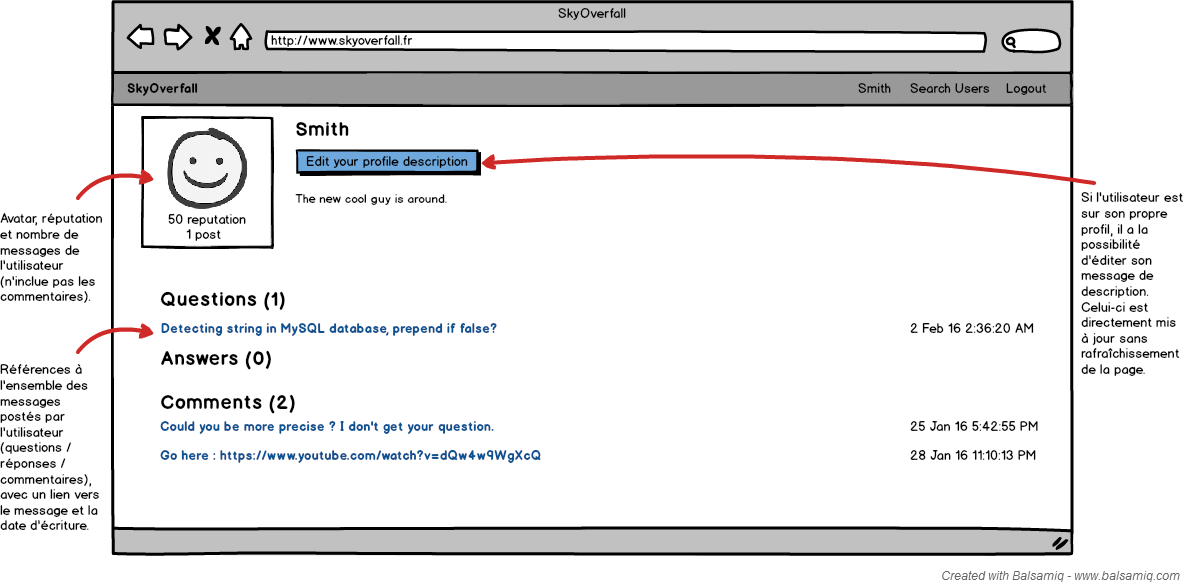 SkyOverfall
http://www.skyoverfall.fr
SkyOverfall
Smith
Search Users
Logout
Smith
Edit your profile description
The new cool guy is around.
50 reputation
1 post
Avatar, réputation
et nombre de
messages de
l'utilisateur
(n'inclue pas les
commentaires).
Si l'utilisateur est
sur son propre
profil, il a la
possibilité
d'éditer son
message de
description.
Celui-ci est
directement mis
à jour sans
rafraîchissement
de la page.
Questions (1)
Detecting string in MySQL database, prepend if false?
2 Feb 16 2:36:20 AM
Answers (0)
Comments (2)
Could you be more precise ? I don't get your question.
25 Jan 16 5:42:55 PM
Go here : https://www.youtube.com/watch?v=dQw4w9WgXcQ
28 Jan 16 11:10:13 PM
Références à
l'ensemble des
messages
postés par
l'utilisateur
(questions /
réponses /
commentaires),
avec un lien vers
le message et la
date d'écriture.
Created with Balsamiq - www.balsamiq.com